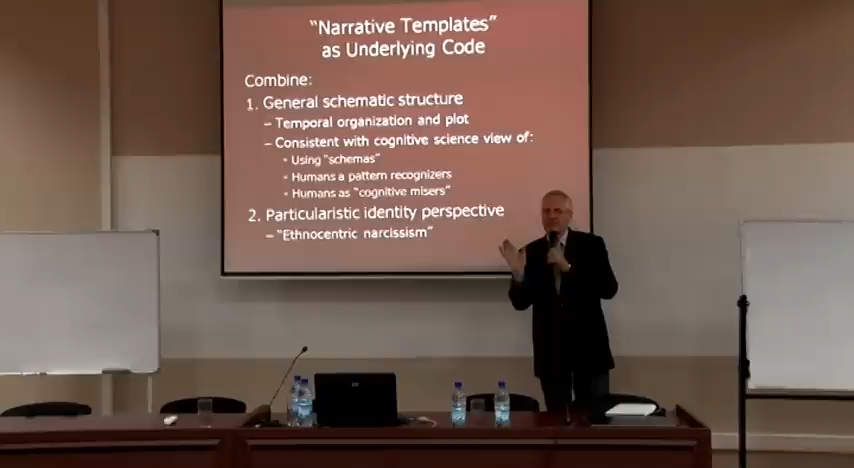 “Narrative Templates”
as Underlying Code
Combine:
1. General schematic structure
– Temporal organization and plot
– Consistent with cognitive science view of:
• Using “schemas”
• Humans a pattern recognizers
• Humans as “cognitive misers”
2. Particularistic identity perspective
– “Ethnocentric narcissism”